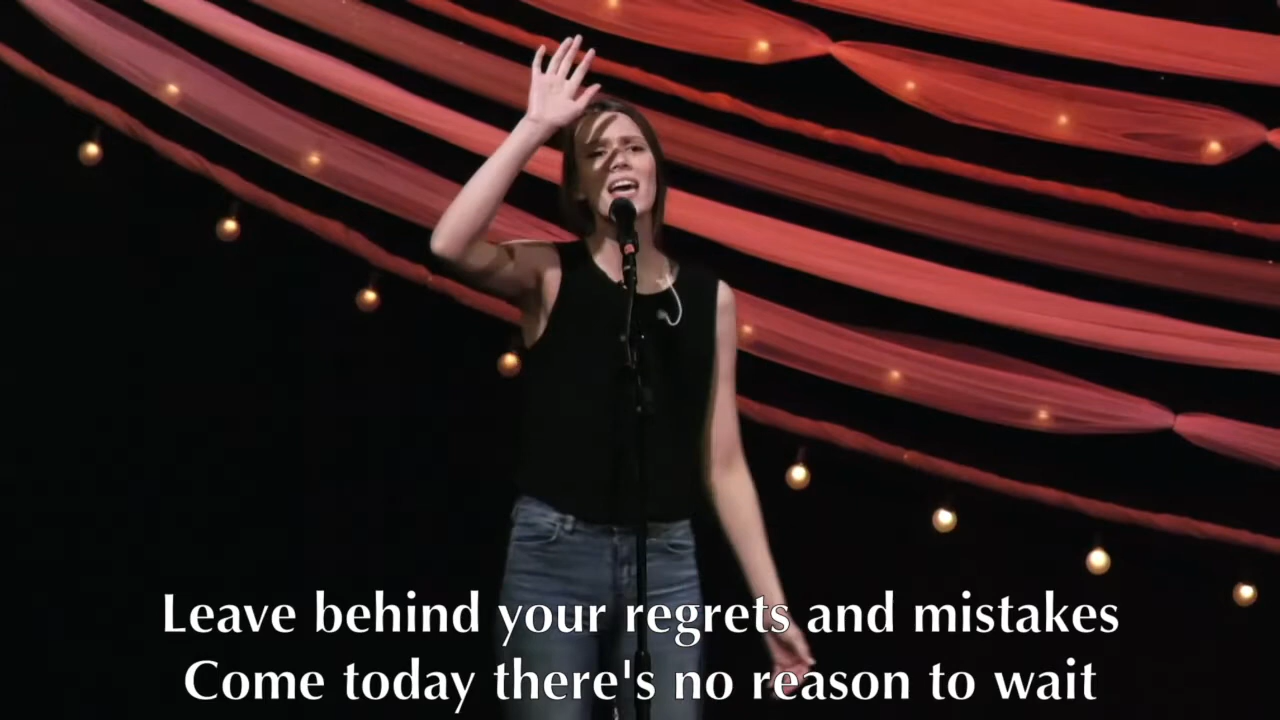 Leave behind your regrets and mistakes
Come today there's no reason to wait